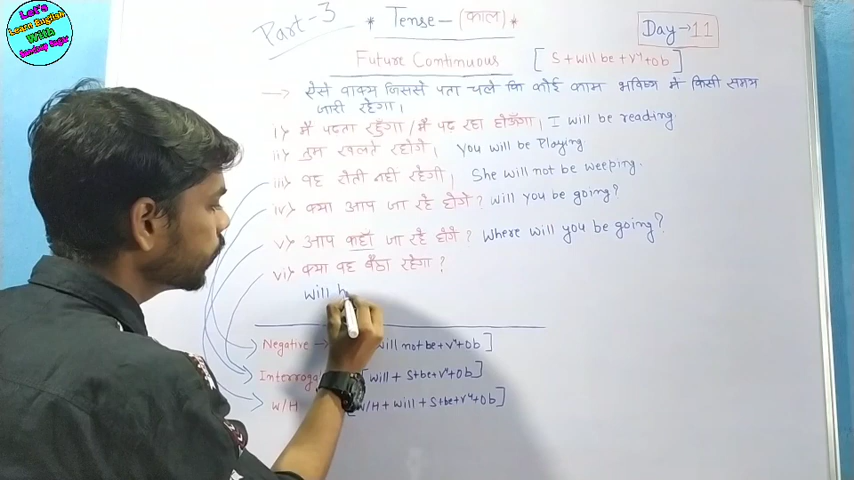 Let's
Learn English
With
Sandeep Sagar
Part-3
* Tense - (काल) *
Day → 11
Future Continuous [S + will be + V⁴ + Ob]
→ ऐसे वाक्य जिससे पता चले कि कोई काम भविष्य में किसी समय
जारी रहेगा।
i) मैं पढ़ता रहूँगा / मैं पढ़ रहा होऊँगा। I will be reading
ii) तुम खेलते रहोगे। You will be Playing
iii) वह रोती नहीं रहेगी। She will not be weeping.
iv) क्या आप जा रहे होंगे? Will you be going?
v) आप कहाँ जा रहे होंगे? Where will you be going?
vi) क्या वह बैठा रहेगा?
Will h
Negative → will not be + V⁴ + Ob]
Interroga [will + S + be + V⁴ + Ob]
W/H [W/H + will + S + be + V⁴ + Ob]